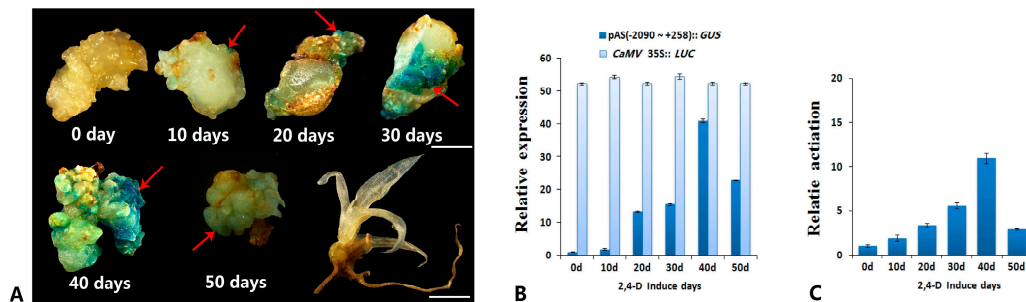 0 day
10 days
20 days
30 days
40 days
50 days
A
pAS(-2090 ~ +258):: GUS
CaMV 35S:: LUC
Relative expression
60
50
40
30
20
10
0
0d
10d
20d
30d
40d
50d
2,4-D Induce days
B
Relatie actiation
20
15
10
5
0
0d
10d
20d
30d
40d
50d
2,4-D Induce days
C